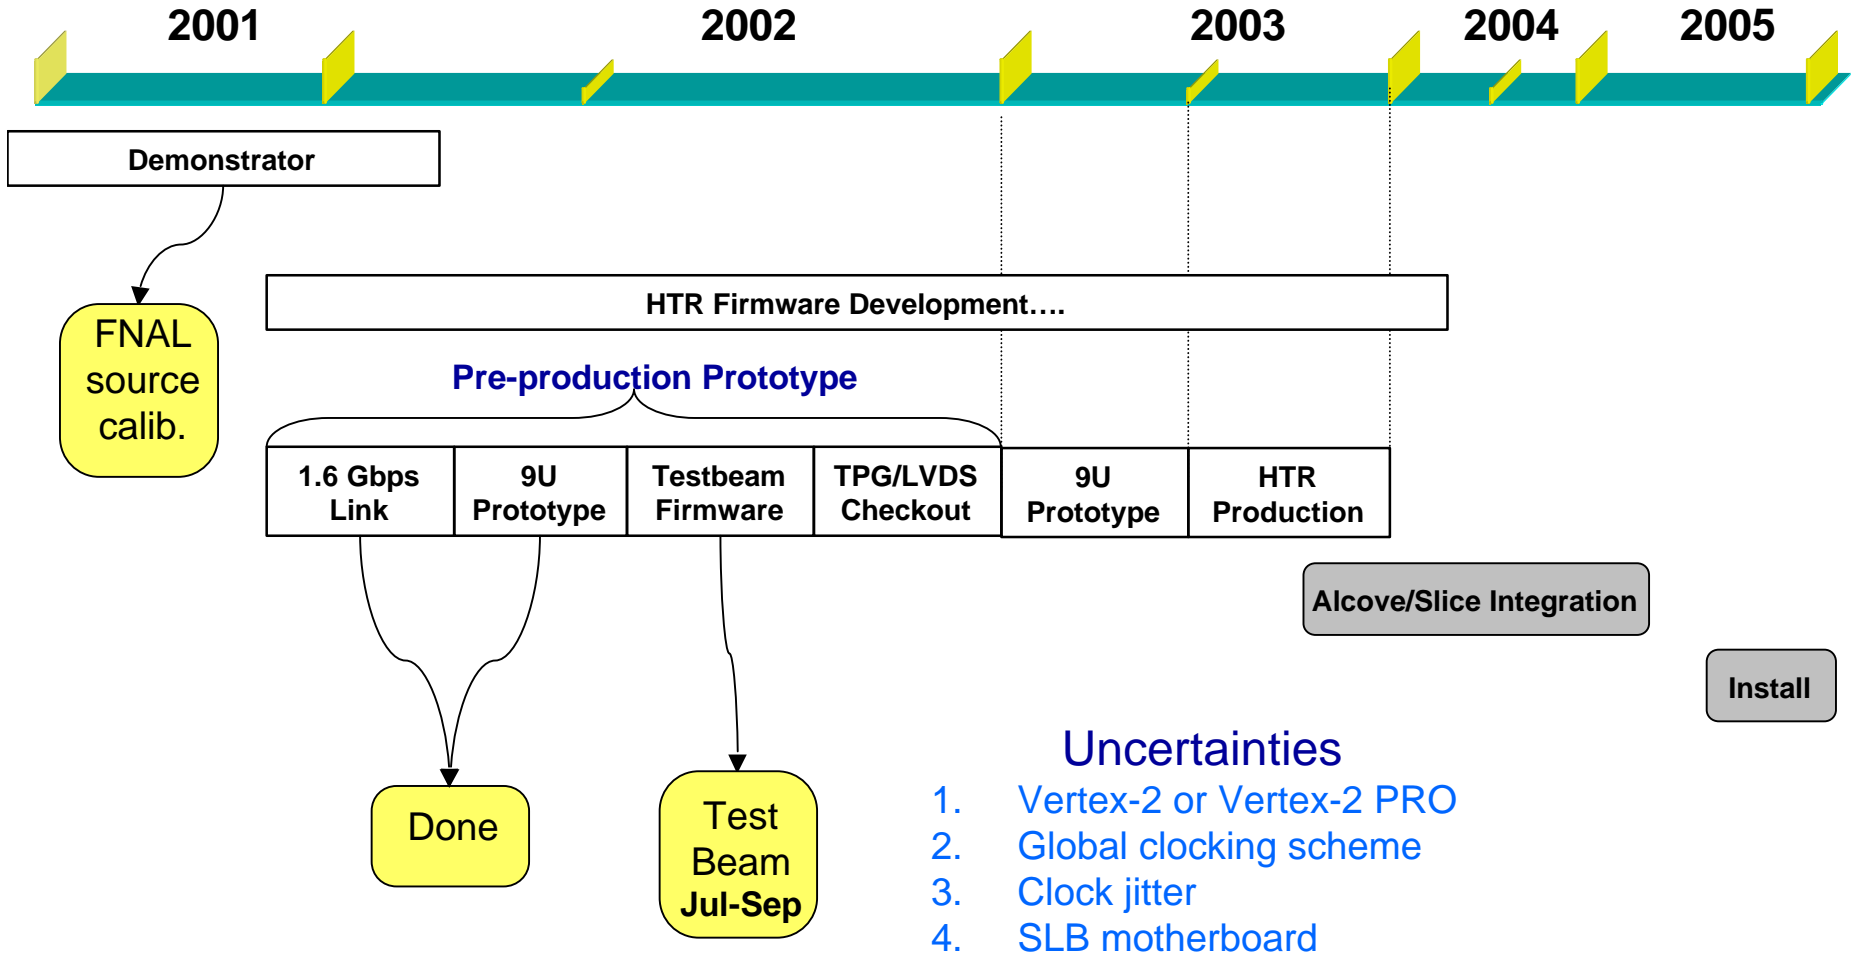 2001 2002 2003 2004 2005
Demonstrator
HTR Firmware Development….
FNAL
source
calib.
Pre-production Prototype
1.6 Gbps
Link
9U
Prototype
Testbeam
Firmware
TPG/LVDS
Checkout
9U
Prototype
HTR
Production
Alcove/Slice Integration
Install
Done
Test
Beam
Jul-Sep
Uncertainties
1. Vertex-2 or Vertex-2 PRO
2. Global clocking scheme
3. Clock jitter
4. SLB motherboard